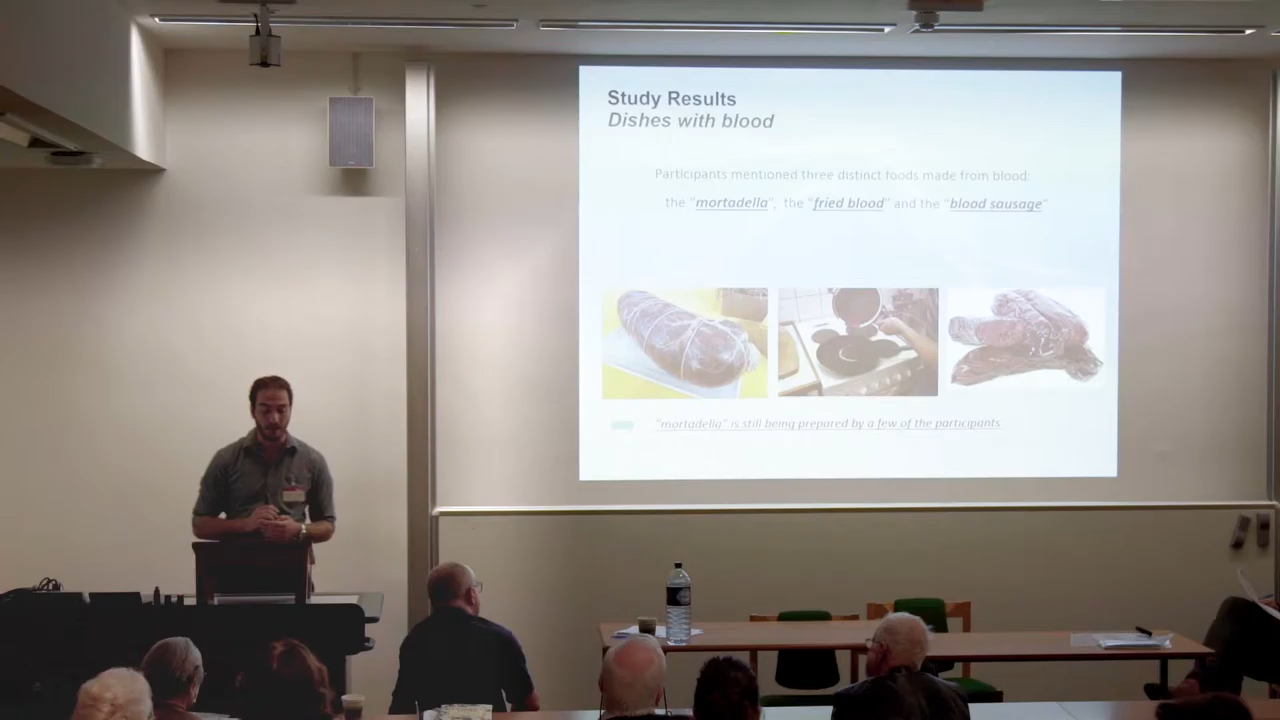 Study Results
Dishes with blood
Participants mentioned three distinct foods made from blood:
the "mortadella", the "fried blood" and the "blood sausage"
"mortadella" is still being prepared by a few of the participants